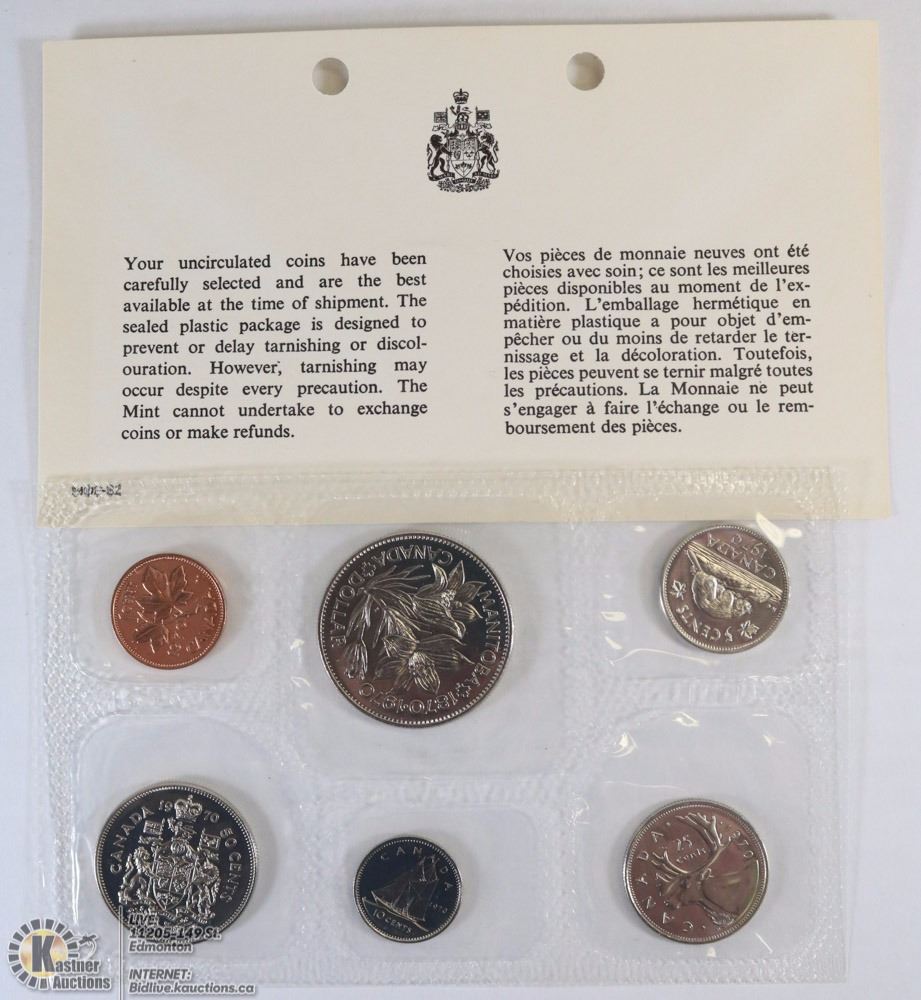 Your uncirculated coins have been
carefully selected and are the best
available at the time of shipment. The
sealed plastic package is designed to
prevent or delay tarnishing or discol-
ouration. However, tarnishing may
occur despite every precaution. The
Mint cannot undertake to exchange
coins or make refunds.
Vos pièces de monnaie neuves ont été
choisies avec soin; ce sont les meilleures
pièces disponibles au moment de l'ex-
pédition. L'emballage hermétique en
matière plastique a pour objet d'em-
pêcher ou du moins de retarder le ter-
nissage et la décoloration. Toutefois,
les pièces peuvent se ternir malgré toutes
les précautions. La Monnaie ne peut
s'engager à faire l'échange ou le rem-
boursement des pièces.
MANITOBA 1870-1970
CANADA DOLLAR
CANADA 1970
5 CENTS
CANADA 1970 50 CENTS
CANADA
1970
10 CENTS
CANADA 1970
25
cents
Kastner
Auctions
LIVE:
11205-149 St.
Edmonton
INTERNET:
Bidlive.kauctions.ca